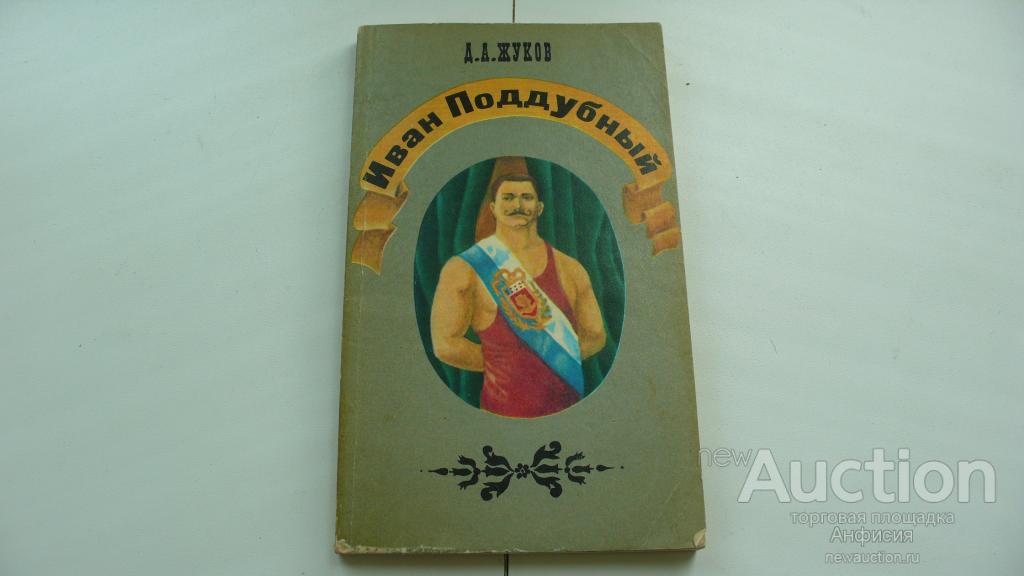 Д.А.ЖУКОВ
Иван Поддубный
newAuction
торговая площадка
Анфисия
newauction.ru